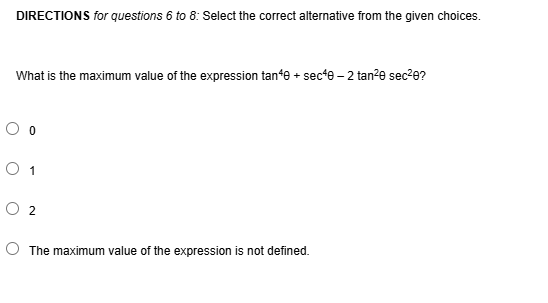 DIRECTIONS for questions 6 to 8: Select the correct alternative from the given choices.
What is the maximum value of the expression tan⁴θ + sec⁴θ – 2 tan²θ sec²θ?
0
1
2
The maximum value of the expression is not defined.